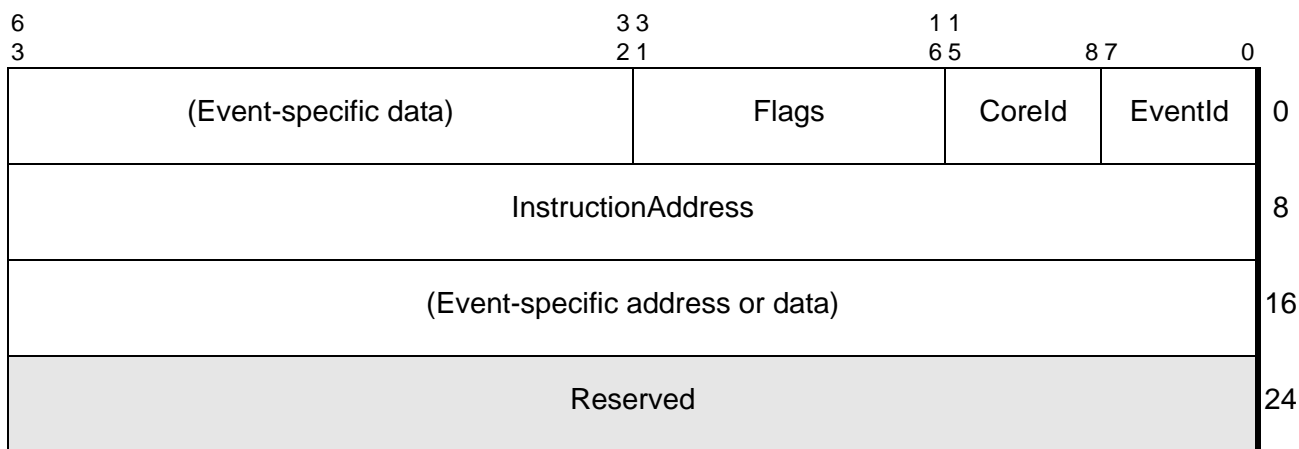 6 3 3 1 1
3 2 1 6 5 8 7 0
(Event-specific data) Flags CoreId EventId 0
InstructionAddress 8
(Event-specific address or data) 16
Reserved 24